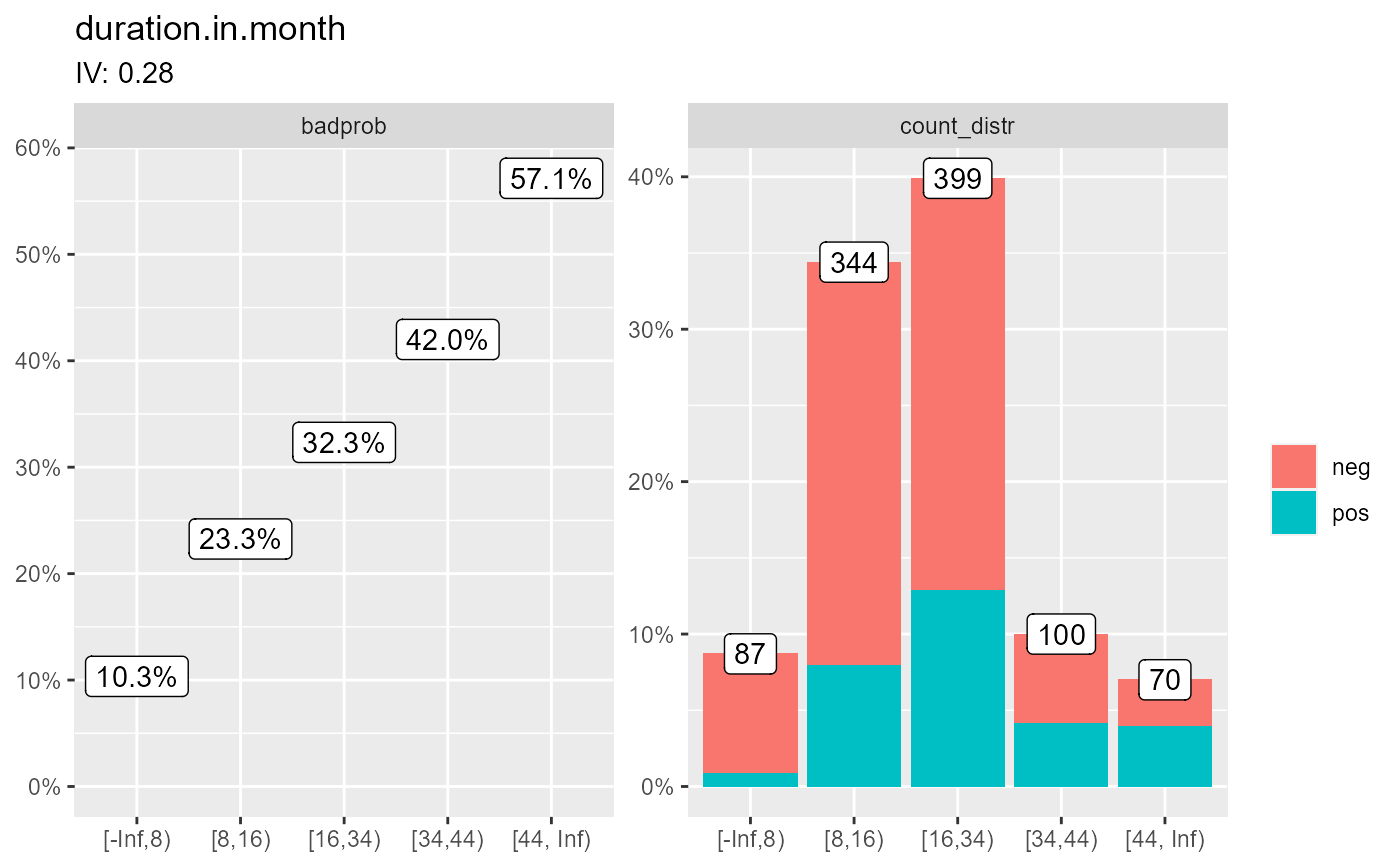 duration.in.month
IV: 0.28
badprob
60%
50%
40%
30%
20%
10%
0%
10.3%
23.3%
32.3%
42.0%
57.1%
[-Inf,8) [8,16) [16,34) [34,44) [44, Inf)
count_distr
40%
30%
20%
10%
0%
87
344
399
100
70
[-Inf,8) [8,16) [16,34) [34,44) [44, Inf)
neg
pos